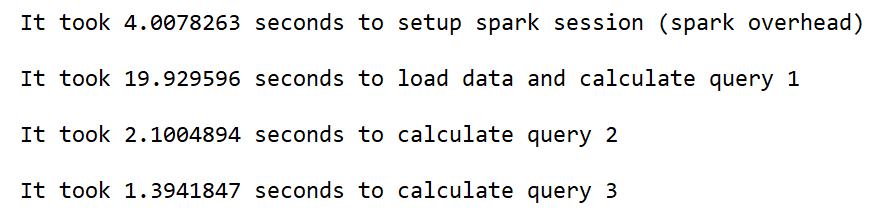 It took 4.0078263 seconds to setup spark session (spark overhead)
It took 19.929596 seconds to load data and calculate query 1
It took 2.1004894 seconds to calculate query 2
It took 1.3941847 seconds to calculate query 3